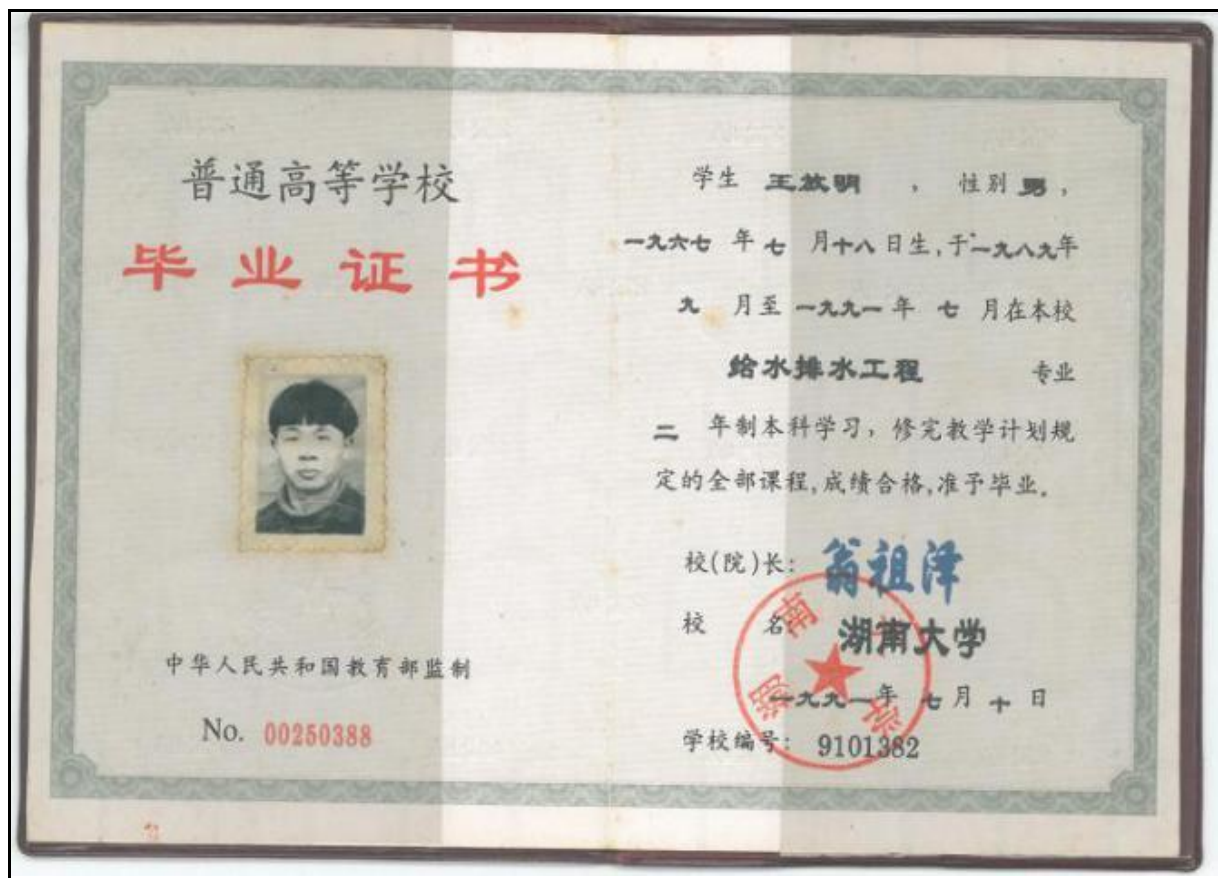 普通高等学校
毕业证书
中华人民共和国教育部监制
No. 00250388
学生 王放明 , 性别 男,
一九六七 年 七 月十八日生,于一九八九年
九 月至 一九九一 年 七 月在本校
给水排水工程 专业
二 年制本科学习, 修完教学计划规
定的全部课程,成绩合格,准予毕业。
校(院)长: 翁祖泽
校 名 湖南大学
一九九一年 七月 十 日
学校编号: 9101382
湖南大学